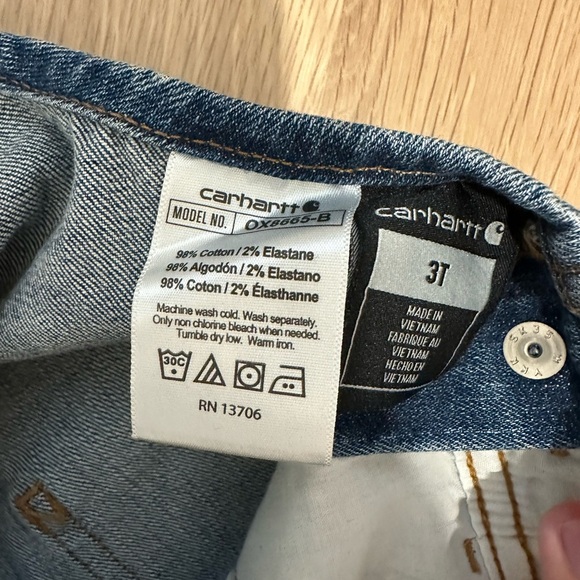 carhartt
MODEL NO. OX8665-B
98% Cotton / 2% Elastane
98% Algodón / 2% Elastano
98% Coton / 2% Élasthanne
Machine wash cold. Wash separately.
Only non chlorine bleach when needed.
Tumble dry low. Warm iron.
30C
RN 13706
carhartt
3T
MADE IN
VIETNAM
FABRIQUÉ AU
VIETNAM
HECHO EN
VIETNAM